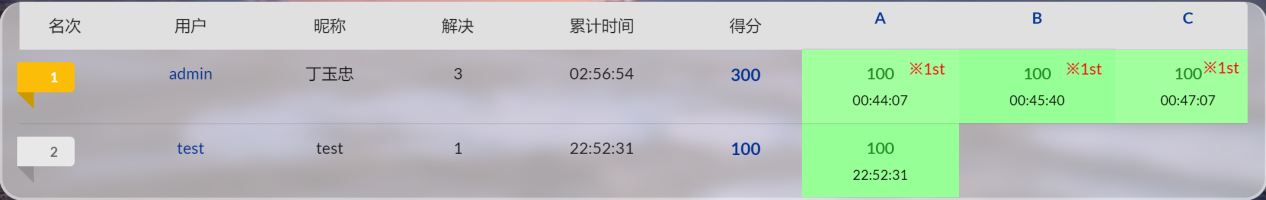 名次 用户 昵称 解决 累计时间 得分 A B C
1 admin 丁玉忠 3 02:56:54 300 100 ※1st 100 ※1st 100 ※1st
00:44:07 00:45:40 00:47:07
2 test test 1 22:52:31 100 100
22:52:31